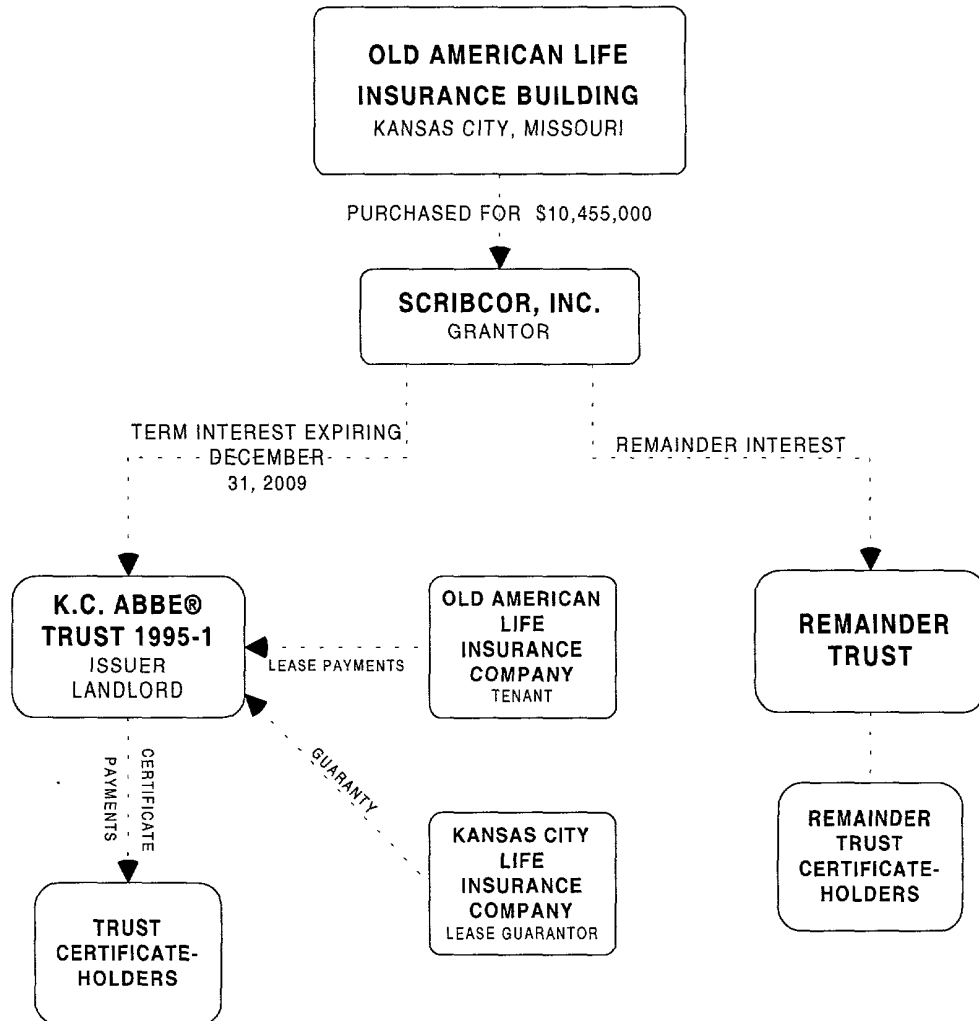 OLD AMERICAN LIFE
INSURANCE BUILDING
KANSAS CITY, MISSOURI
PURCHASED FOR $10,455,000
SCRIBCOR, INC.
GRANTOR
TERM INTEREST EXPIRING
DECEMBER
31, 2009
REMAINDER INTEREST
K.C. ABBE®
TRUST 1995-1
ISSUER
LANDLORD
LEASE PAYMENTS
OLD AMERICAN
LIFE
INSURANCE
COMPANY
TENANT
REMAINDER
TRUST
CERTIFICATE
PAYMENTS
GUARANTY
KANSAS CITY
LIFE
INSURANCE
COMPANY
LEASE GUARANTOR
REMAINDER
TRUST
CERTIFICATE-
HOLDERS
TRUST
CERTIFICATE-
HOLDERS